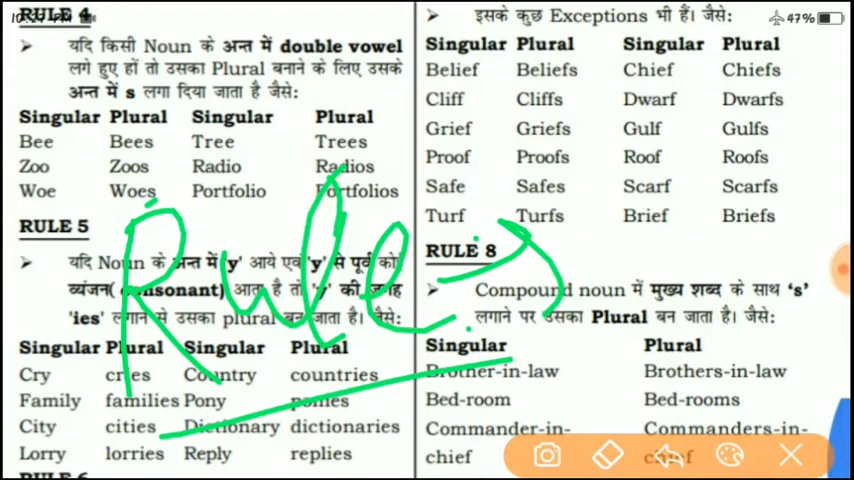 RULE 4
➤ यदि किसी Noun के अन्त में double vowel
लगे हुए हों तो उसका Plural बनाने के लिए उसके
अन्त में s लगा दिया जाता है जैसे:
Singular Plural Singular Plural
Bee Bees Tree Trees
Zoo Zoos Radio Radios
Woe Woes Portfolio Portfolios
RULE 5
➤ यदि Noun के अन्त में 'y' आये एवं 'y' से पूर्व कोई
व्यंजन( consonant) आता है तो 'y' की जगह
'ies' लगाने से उसका plural बन जाता है। जैसे:
Singular Plural Singular Plural
Cry cries Country countries
Family families Pony ponies
City cities Dictionary dictionaries
Lorry lorries Reply replies
➤ इसके कुछ Exceptions भी हैं। जैसे:
47%
Singular Plural Singular Plural
Belief Beliefs Chief Chiefs
Cliff Cliffs Dwarf Dwarfs
Grief Griefs Gulf Gulfs
Proof Proofs Roof Roofs
Safe Safes Scarf Scarfs
Turf Turfs Brief Briefs
RULE 8
➤ Compound noun में मुख्य शब्द के साथ 's'
लगाने पर उसका Plural बन जाता है। जैसे:
Singular Plural
Brother-in-law Brothers-in-law
Bed-room Bed-rooms
Commander-in- Commanders-in-
chief chief
Rule